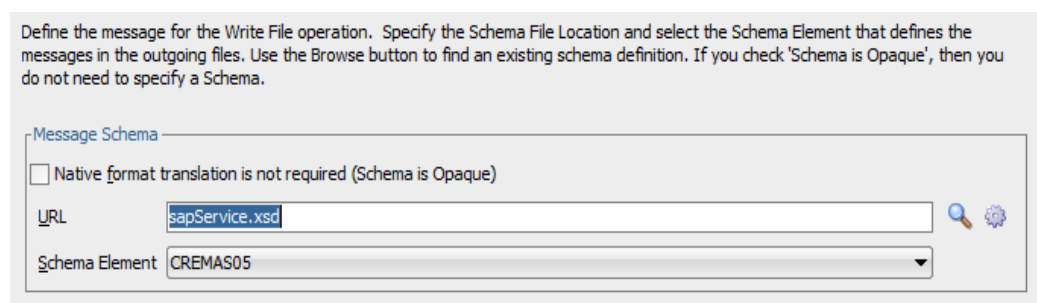 Define the message for the Write File operation.  Specify the Schema File Location and select the Schema Element that defines the
messages in the outgoing files. Use the Browse button to find an existing schema definition. If you check 'Schema is Opaque', then you
do not need to specify a Schema.
Message Schema
Native format translation is not required (Schema is Opaque)
URL sapService.xsd
Schema Element CREMAS05